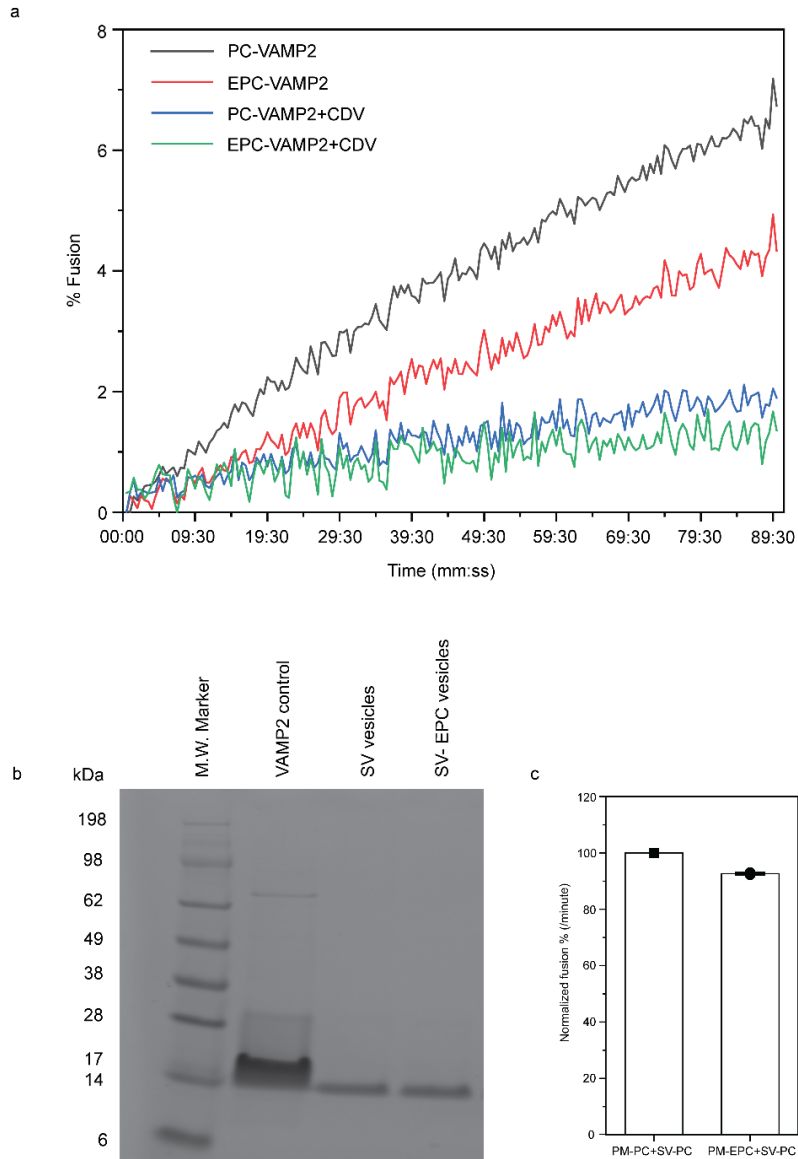 a
8
6
4
2
0
% Fusion
PC-VAMP2
EPC-VAMP2
PC-VAMP2+CDV
EPC-VAMP2+CDV
00:00 09:30 19:30 29:30 39:30 49:30 59:30 69:30 79:30 89:30
Time (mm:ss)
b
kDa
M.W. Marker
VAMP2 control
SV vesicles
SV- EPC vesicles
198
98
62
49
38
28
17
14
6
c
120
100
80
60
40
20
0
Normalized fusion % (/minute)
PM-PC+SV-PC PM-EPC+SV-PC